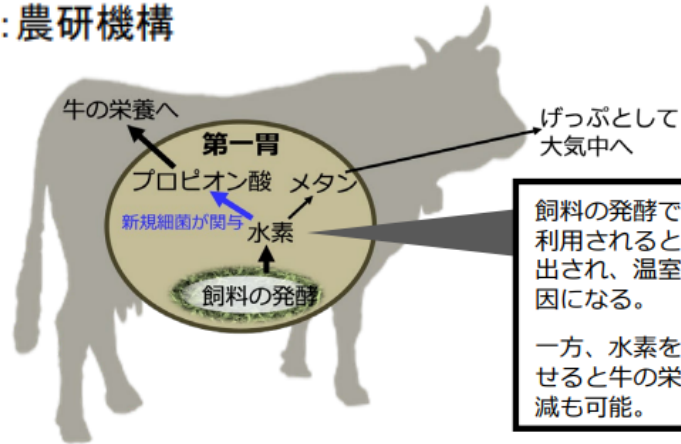 :農研機構
牛の栄養へ
第一胃
プロピオン酸 メタン
げっぷとして
大気中へ
新規細菌が関与
水素
飼料の発酵
飼料の発酵で
利用されると
出され、温室
因になる。
一方、水素を
せると牛の栄
減も可能。